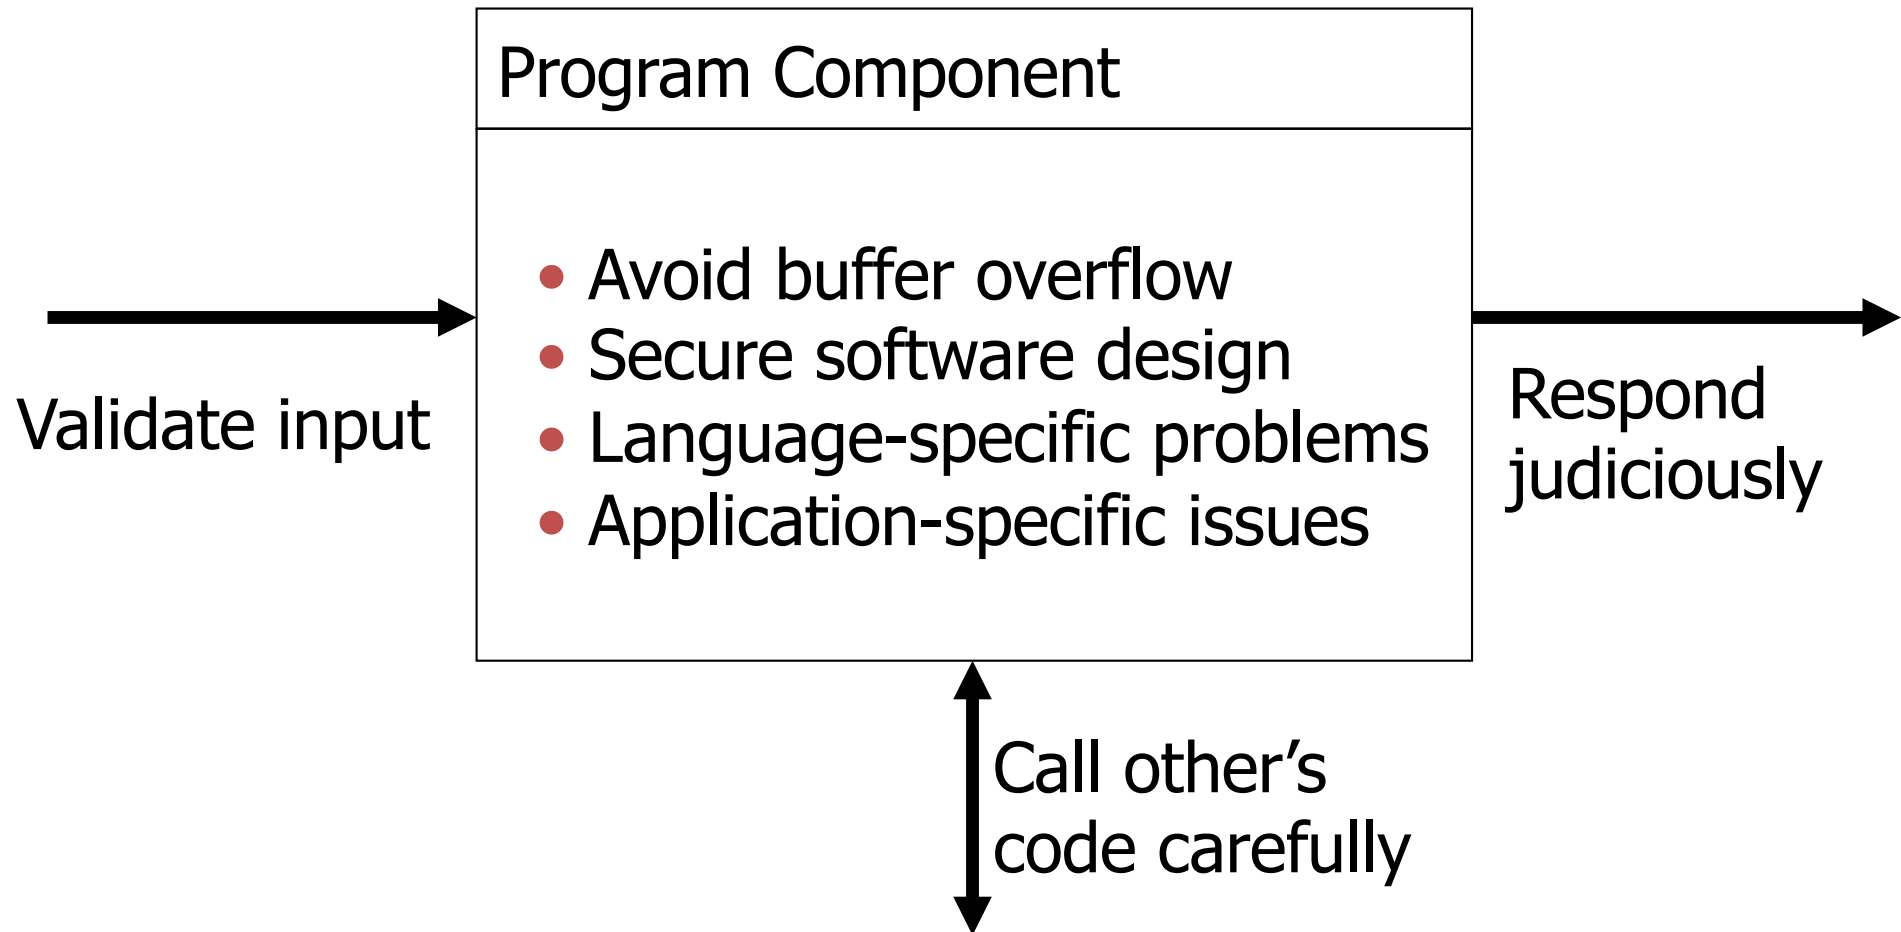 Program Component
• Avoid buffer overflow
• Secure software design
• Language-specific problems
• Application-specific issues
Validate input
Respond
judiciously
Call other’s
code carefully